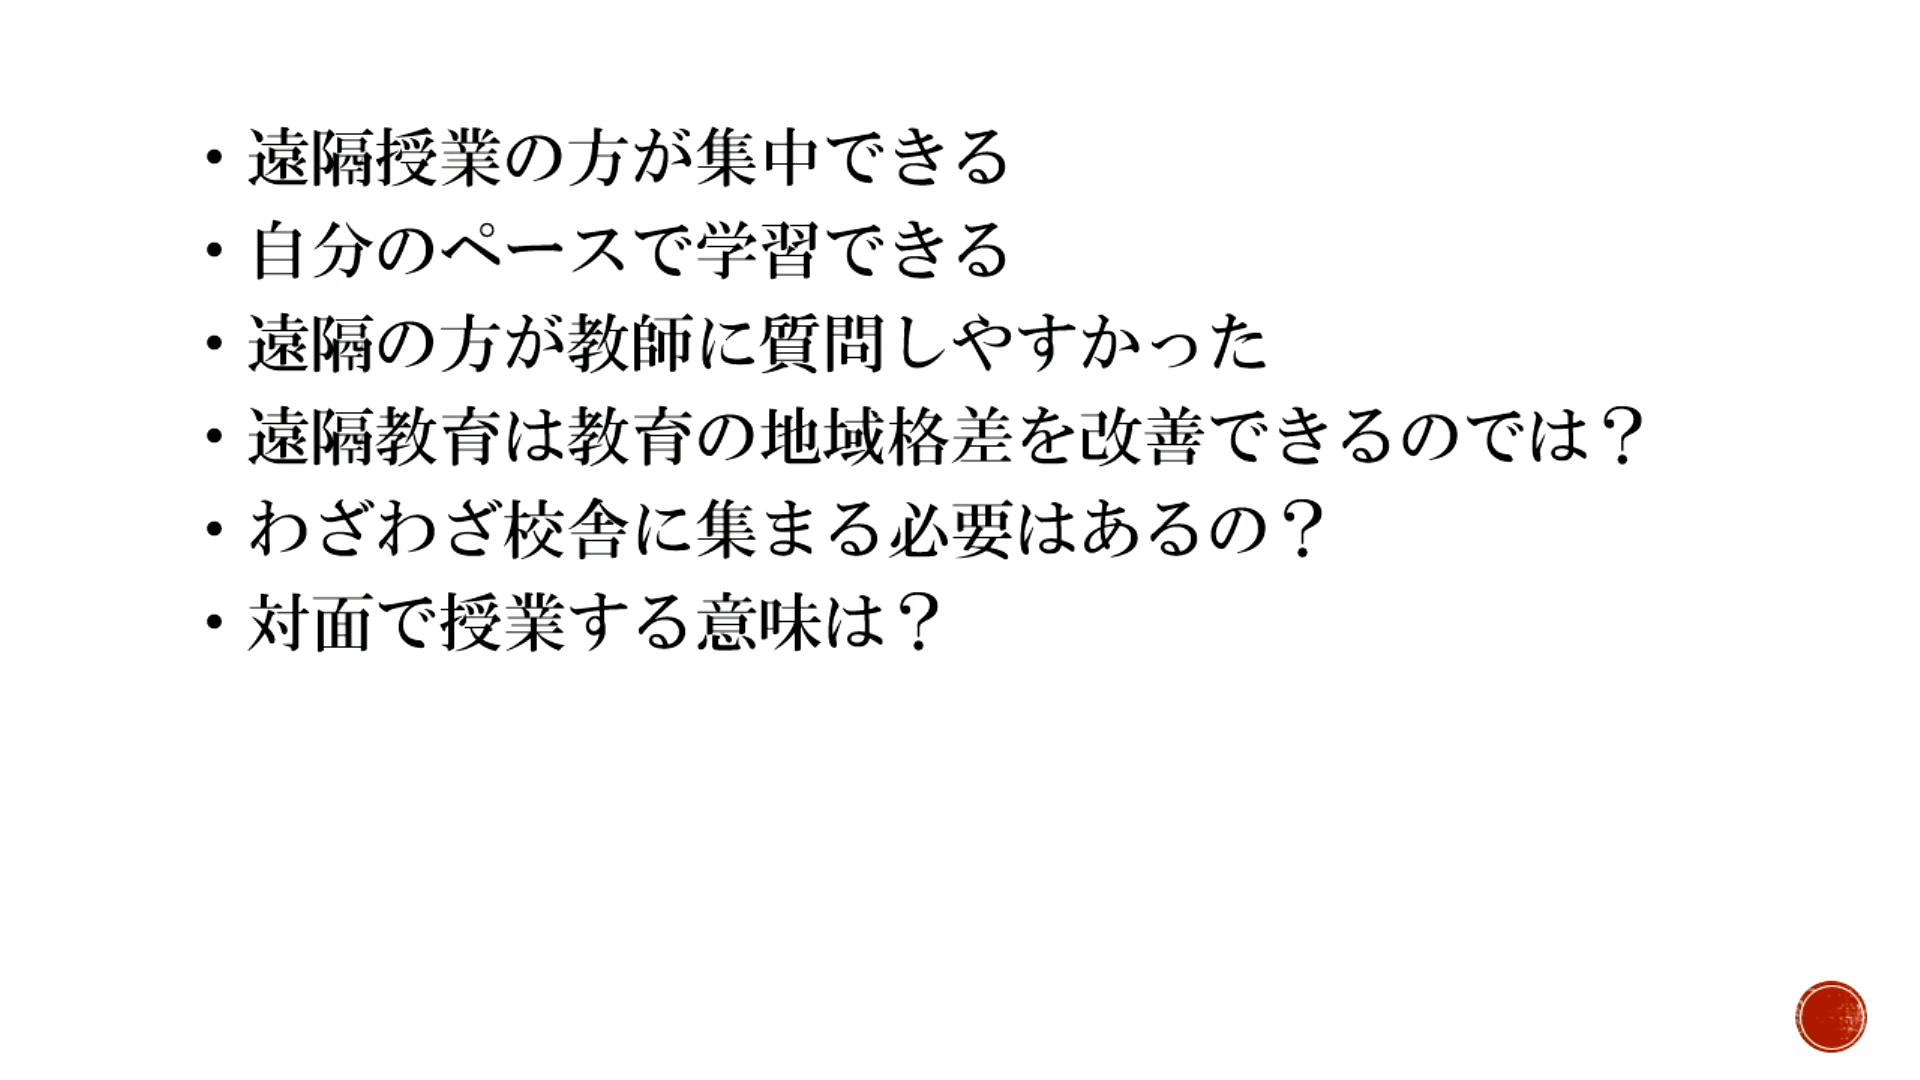 ・遠隔授業の方が集中できる
・自分のペースで学習できる
・遠隔の方が教師に質問しやすかった
・遠隔教育は教育の地域格差を改善できるのでは？
・わざわざ校舎に集まる必要はあるの？
・対面で授業する意味は？